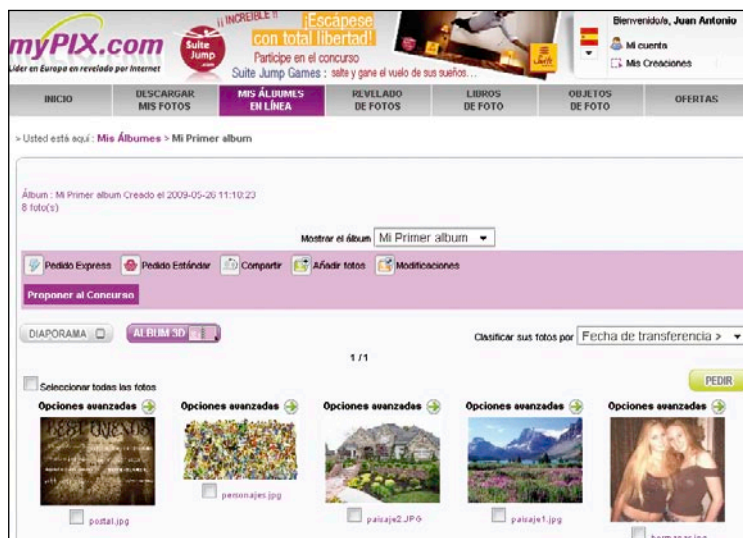 myPIX.com
Líder en Europa en revelado por Internet
Suite Jump .com
¡¡ INCREIBLE !!
¡Escápese
con total libertad!
Participe en el concurso
Suite Jump Games : salte y gane el vuelo de sus sueños…
Bienvenido/a, Juan Antonio
Mi cuenta
Mis Creaciones
INICIO
DESCARGAR MIS FOTOS
MIS ÁLBUMES EN LÍNEA
REVELADO DE FOTOS
LIBROS DE FOTO
OBJETOS DE FOTO
OFERTAS
> Usted está aquí : Mis Álbumes > Mi Primer album
Álbum : Mi Primer album Creado el 2009-05-26 11:10:23
8 foto(s)
Mostrar el álbum Mi Primer album
Pedido Express Pedido Estándar Compartir Añadir fotos Modificaciones
Proponer al Concurso
DIAPORAMA ALBUM 3D
Clasificar sus fotos por Fecha de transferencia >
1 / 1
Seleccionar todas las fotos
PEDIR
Opciones avanzadas Opciones avanzadas Opciones avanzadas Opciones avanzadas Opciones avanzadas
BEST FRIENDS
postal.jpg
personajes.jpg
paisaje2.JPG
paisaje1.jpg